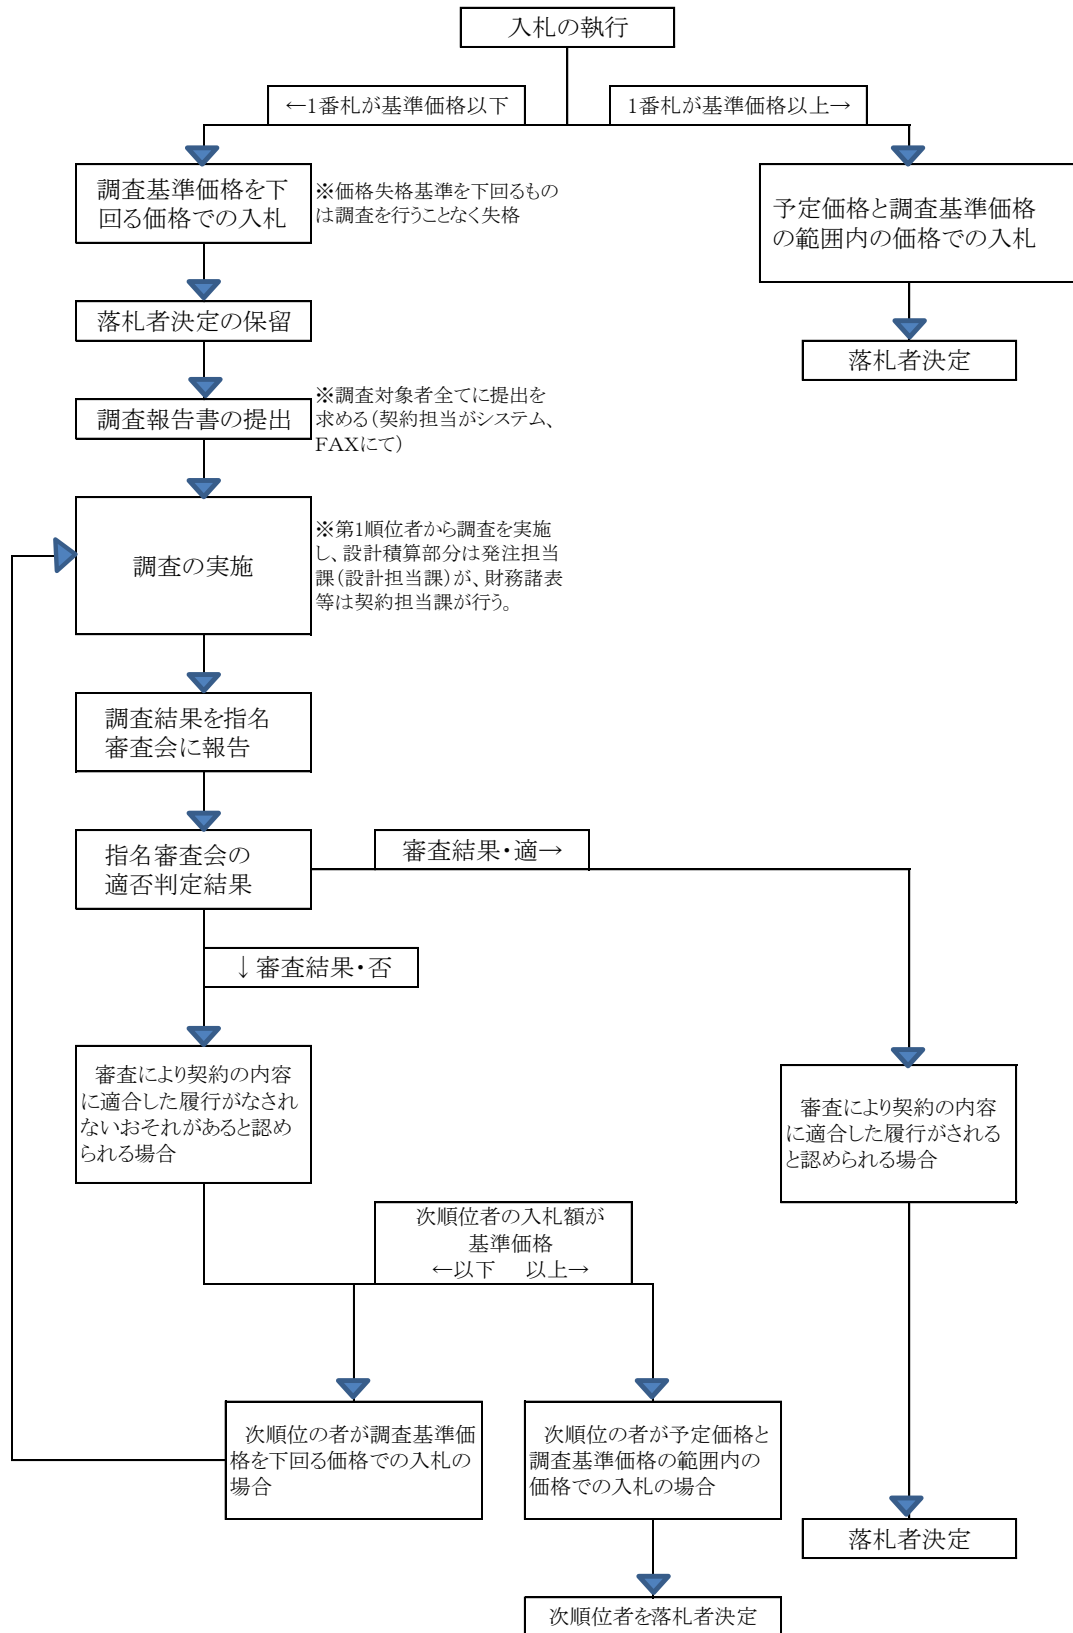 入札の執行
←1番札が基準価格以下
1番札が基準価格以上→
調査基準価格を下
回る価格での入札
※価格失格基準を下回るもの
は調査を行うことなく失格
予定価格と調査基準価格
の範囲内の価格での入札
落札者決定の保留
落札者決定
調査報告書の提出
※調査対象者全てに提出を
求める(契約担当がシステム、
FAXにて)
調査の実施
※第1順位者から調査を実施
し、設計積算部分は発注担当
課(設計担当課)が、財務諸表
等は契約担当課が行う。
調査結果を指名
審査会に報告
指名審査会の
適否判定結果
審査結果・適→
↓審査結果・否
審査により契約の内容
に適合した履行がなされ
ないおそれがあると認め
られる場合
審査により契約の内容
に適合した履行がされる
と認められる場合
次順位者の入札額が
基準価格
←以下 以上→
次順位の者が調査基準価
格を下回る価格での入札の
場合
次順位の者が予定価格と
調査基準価格の範囲内の
価格での入札の場合
落札者決定
次順位者を落札者決定